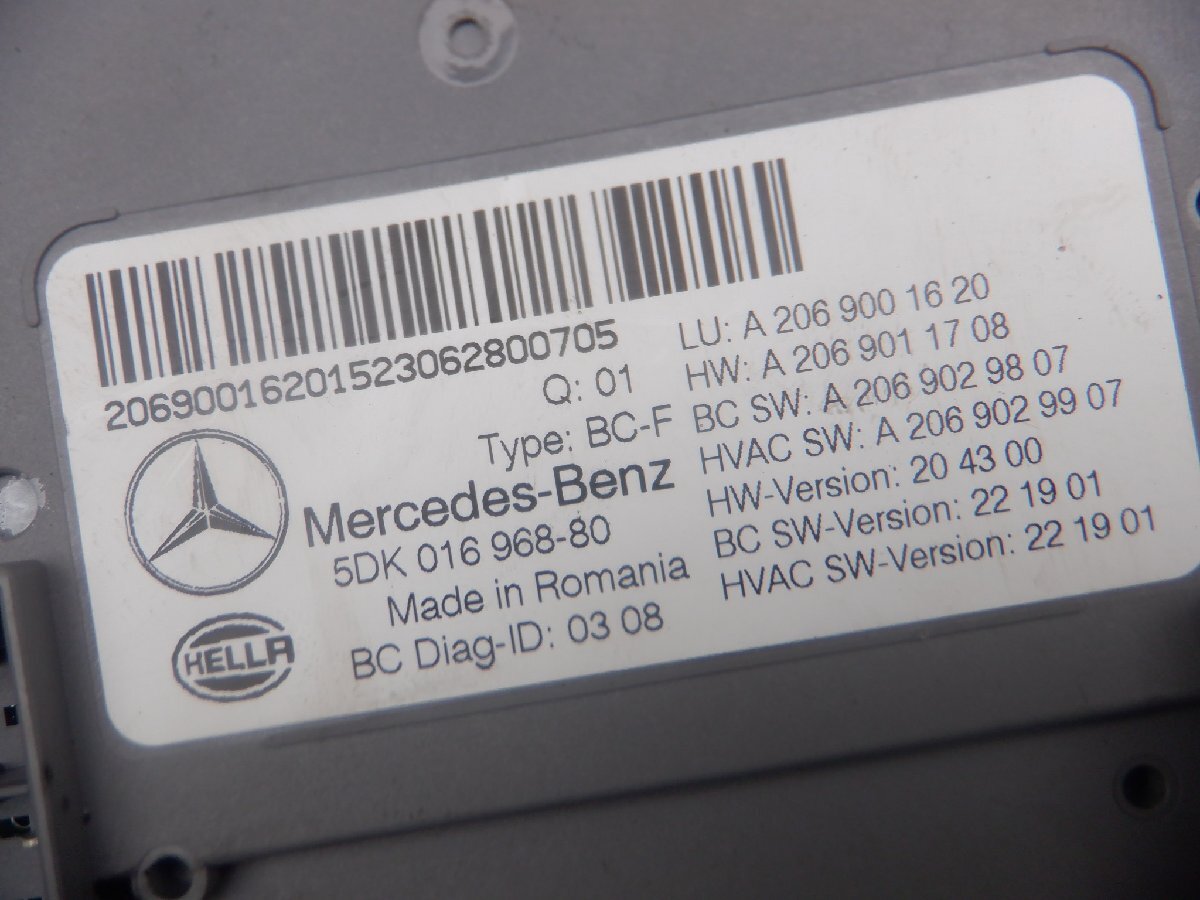 20690016201523062800705
Q: 01
Type: BC-F
Mercedes-Benz
5DK 016 968-80
Made in Romania
BC Diag-ID: 03 08
HELLA
LU: A 206 900 16 20
HW: A 206 901 17 08
BC SW: A 206 902 98 07
HVAC SW: A 206 902 99 07
HW-Version: 20 43 00
BC SW-Version: 22 19 01
HVAC SW-Version: 22 19 01